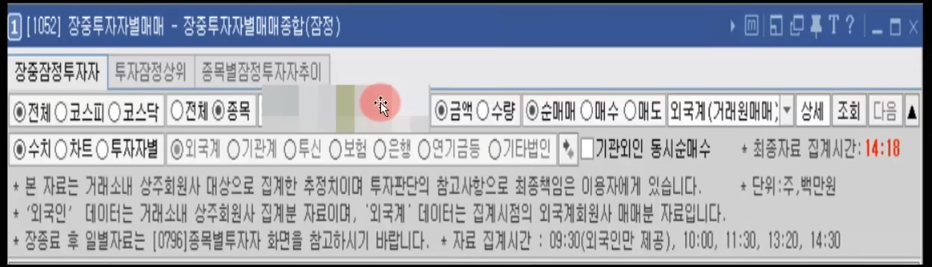 1 [1052] 장중투자자별매매 - 장중투자자별매매종합(잠정)
장중잠정투자자 투자잠정상위 종목별잠정투자자추이
전체 코스피 코스닥 전체 종목 금액 수량 순매매 매수 매도 외국계(거래원매매) 상세 조회 다음
수치 차트 투자자별 외국계 기관계 투신 보험 은행 연기금등 기타법인 기관외인 동시순매수 * 최종자료 집계시간: 14:18
* 본 자료는 거래소내 상주회원사 대상으로 집계한 추정치이며 투자판단의 참고사항으로 최종책임은 이용자에게 있습니다. * 단위:주,백만원
* '외국인' 데이터는 거래소내 상주회원사 집계분 자료이며, '외국계' 데이터는 집계시점의 외국계회원사 매매분 자료입니다.
* 장종료 후 일별자료는 [0796]종목별투자자 화면을 참고하시기 바랍니다. * 자료 집계시간 : 09:30(외국인만 제공), 10:00, 11:30, 13:20, 14:30